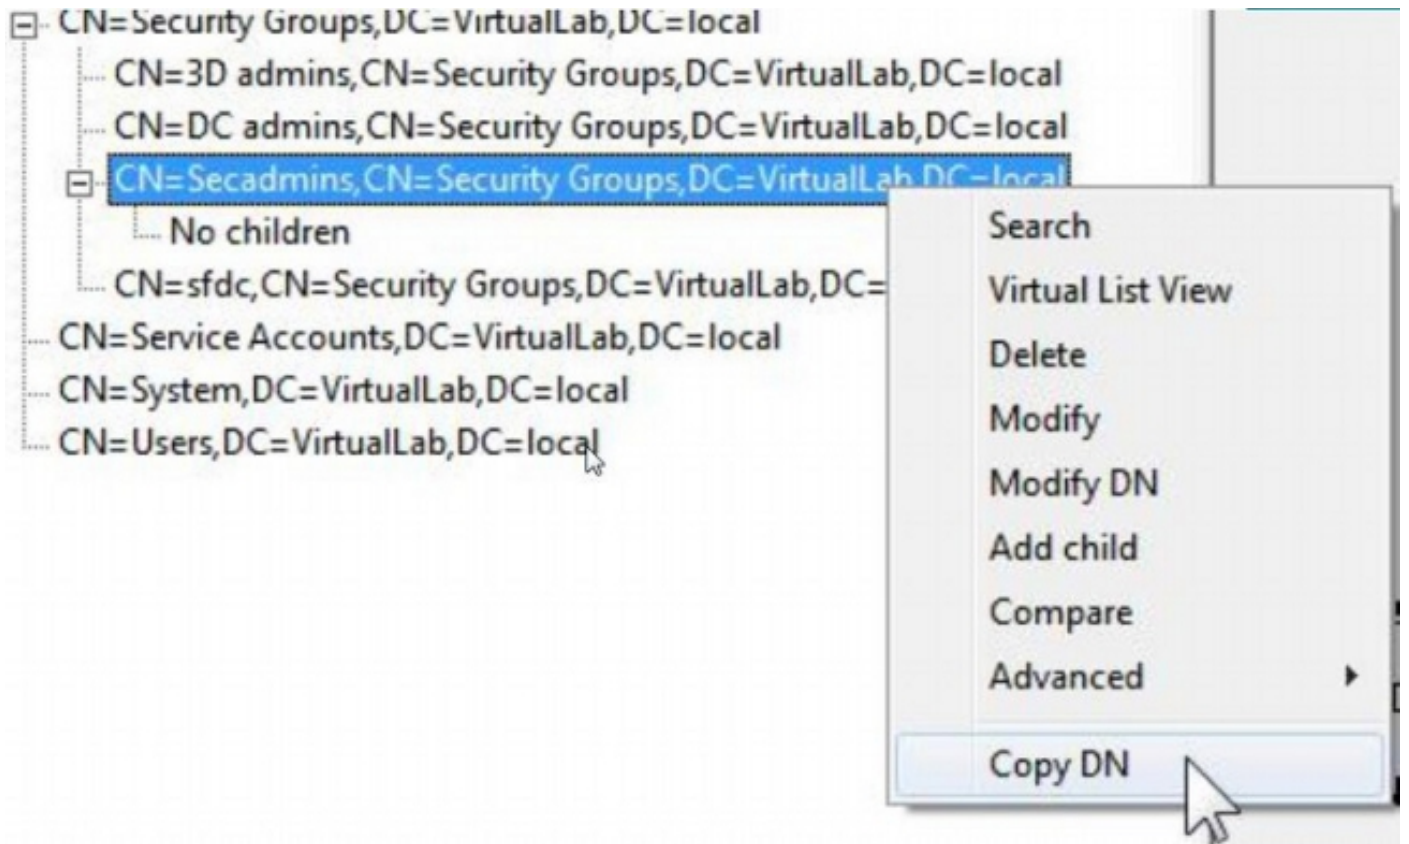 CN=Security Groups,DC=VirtualLab,DC=local
CN=3D admins,CN=Security Groups,DC=VirtualLab,DC=local
CN=DC admins,CN=Security Groups,DC=VirtualLab,DC=local
CN=Secadmins,CN=Security Groups,DC=VirtualLab,DC=local
No children
CN=sfdc,CN=Security Groups,DC=VirtualLab,DC=
CN=Service Accounts,DC=VirtualLab,DC=local
CN=System,DC=VirtualLab,DC=local
CN=Users,DC=VirtualLab,DC=local
Search
Virtual List View
Delete
Modify
Modify DN
Add child
Compare
Advanced
Copy DN